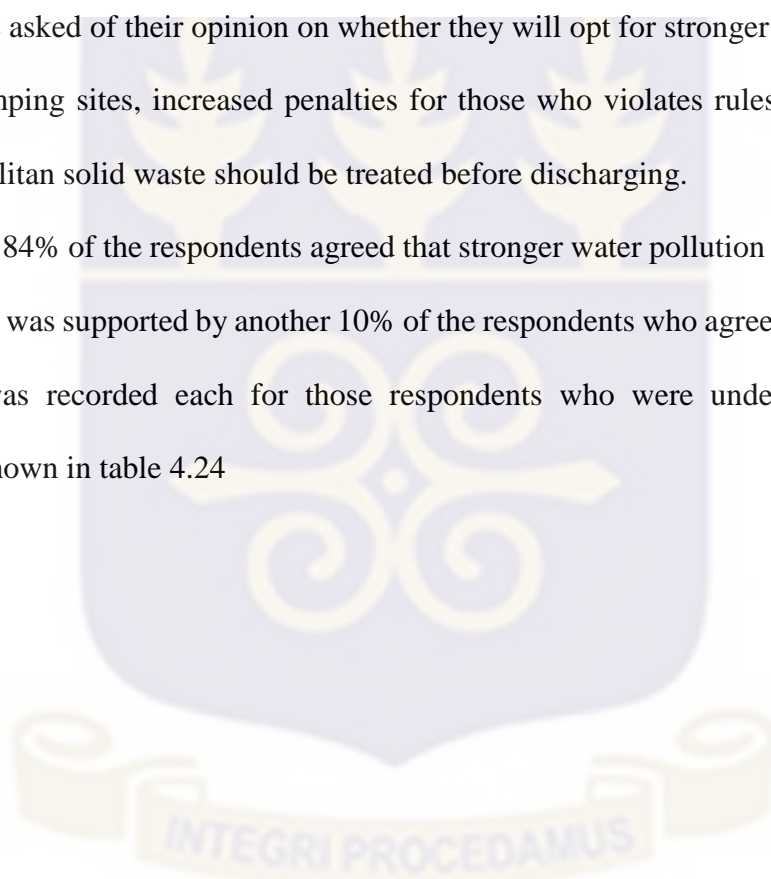 asked of their opinion on whether they will opt for stronger
nping sites, increased penalties for those who violates rules
litan solid waste should be treated before discharging.
84% of the respondents agreed that stronger water pollution
was supported by another 10% of the respondents who agree
vas recorded each for those respondents who were unde
nown in table 4.24
INTEGRI PROCEDAMUS